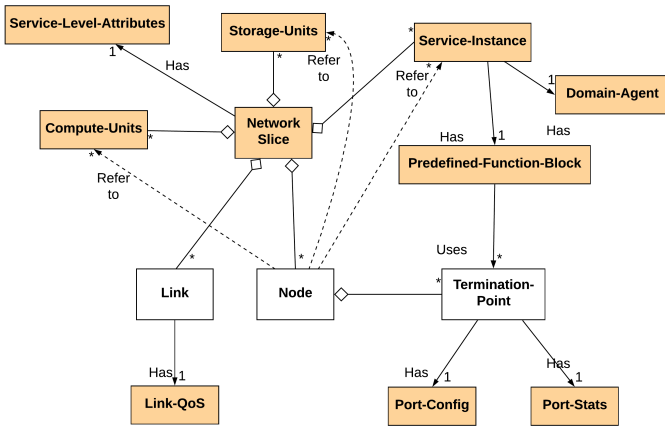 Service-Level-Attributes
Storage-Units
Service-Instance
1
Has
*
*
Refer
to
*
*
Refer
to
*
Domain-Agent
1
Compute-Units
*
*
Network
Slice
Has
1
Has
Predefined-Function-Block
Refer
to
Uses
*
*
*
*
Link
Node
Termination-
Point
Has
1
Has
1
Has
1
Link-QoS
Port-Config
Port-Stats